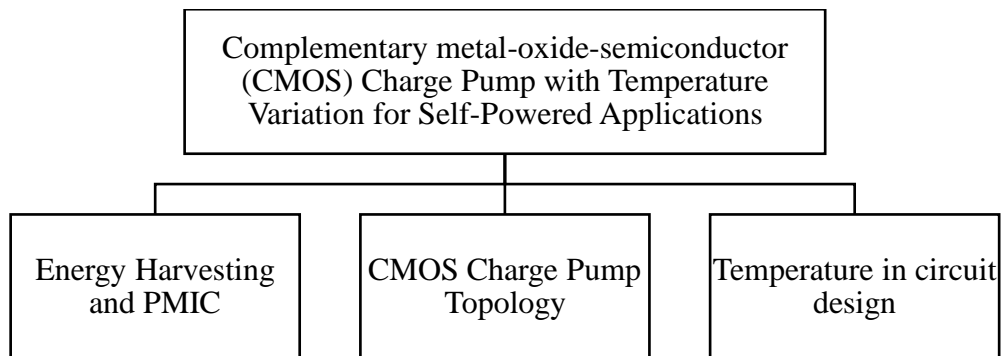 Complementary metal-oxide-semiconductor
(CMOS) Charge Pump with Temperature
Variation for Self-Powered Applications
Energy Harvesting
and PMIC
CMOS Charge Pump
Topology
Temperature in circuit
design